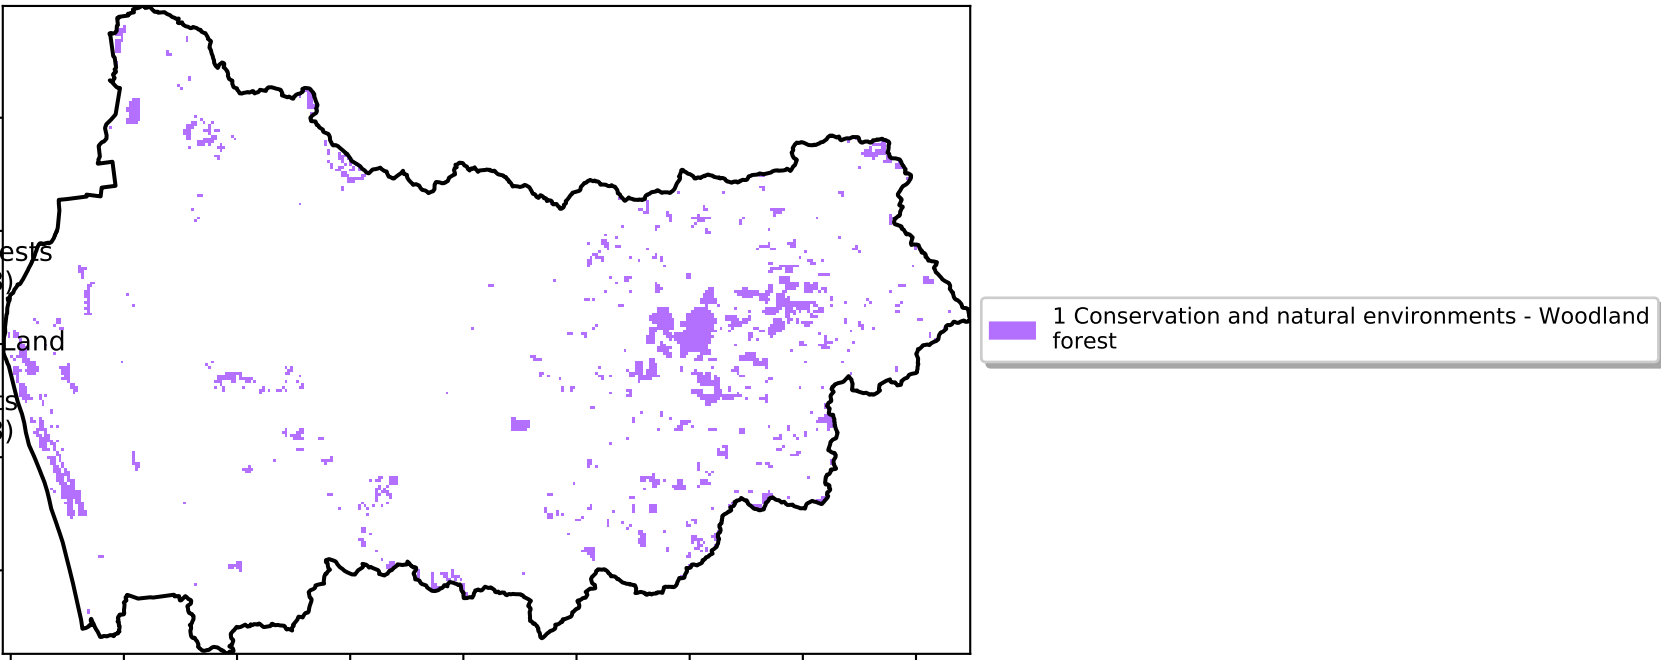 ests
)
Land
s
)
1 Conservation and natural environments - Woodland
forest